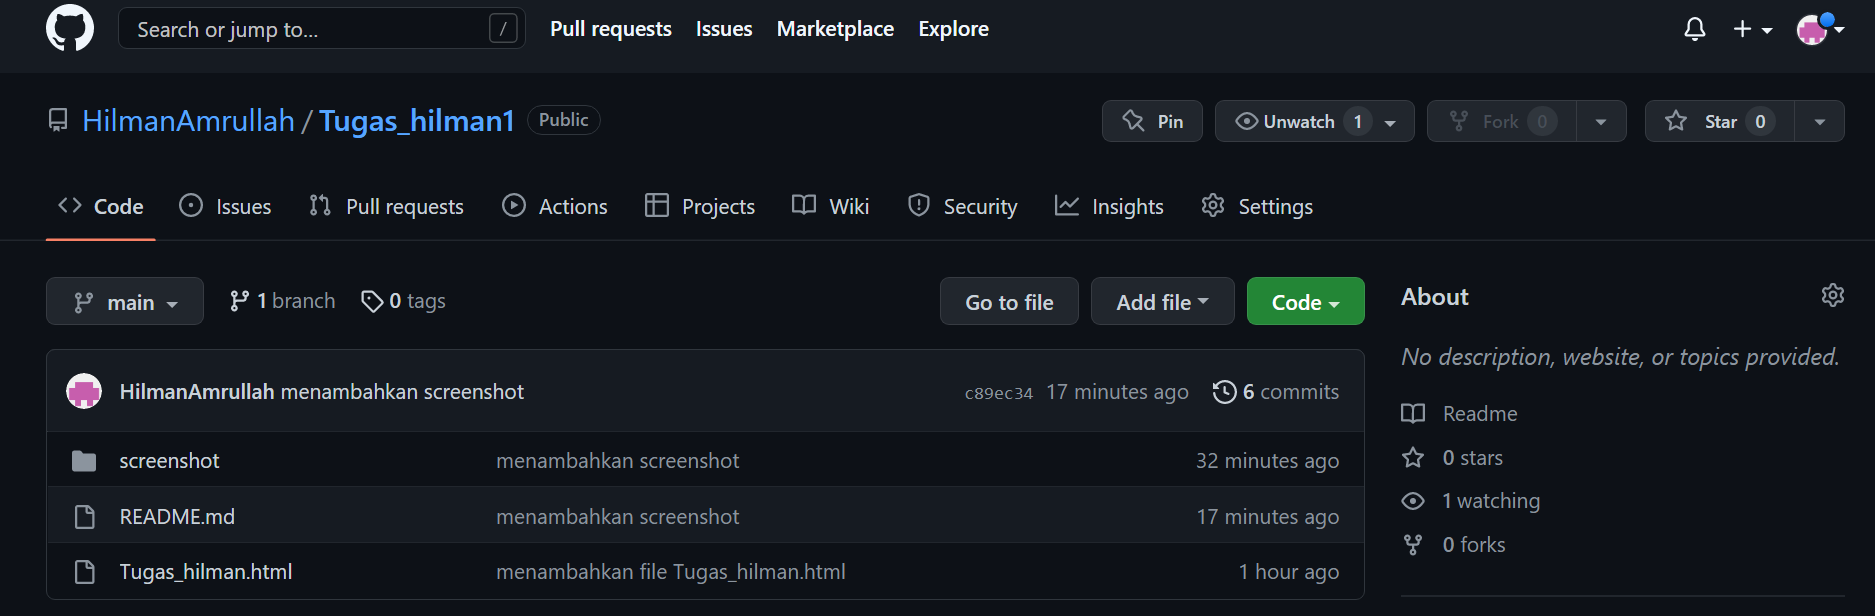 Search or jump to... / Pull requests Issues Marketplace Explore
HilmanAmrullah / Tugas_hilman1 Public Pin Unwatch 1 Fork 0 Star 0
Code Issues Pull requests Actions Projects Wiki Insights Security Settings
main 1 branch 0 tags Go to file Add file Code
HilmanAmrullah menambahkan screenshot c89ec34 17 minutes ago 6 commits
screenshot menambahkan screenshot 32 minutes ago
README.md menambahkan screenshot 17 minutes ago
Tugas_hilman.html menambahkan file Tugas_hilman.html 1 hour ago
About
No description, website, or topics provided.
Readme
0 stars
1 watching
0 forks